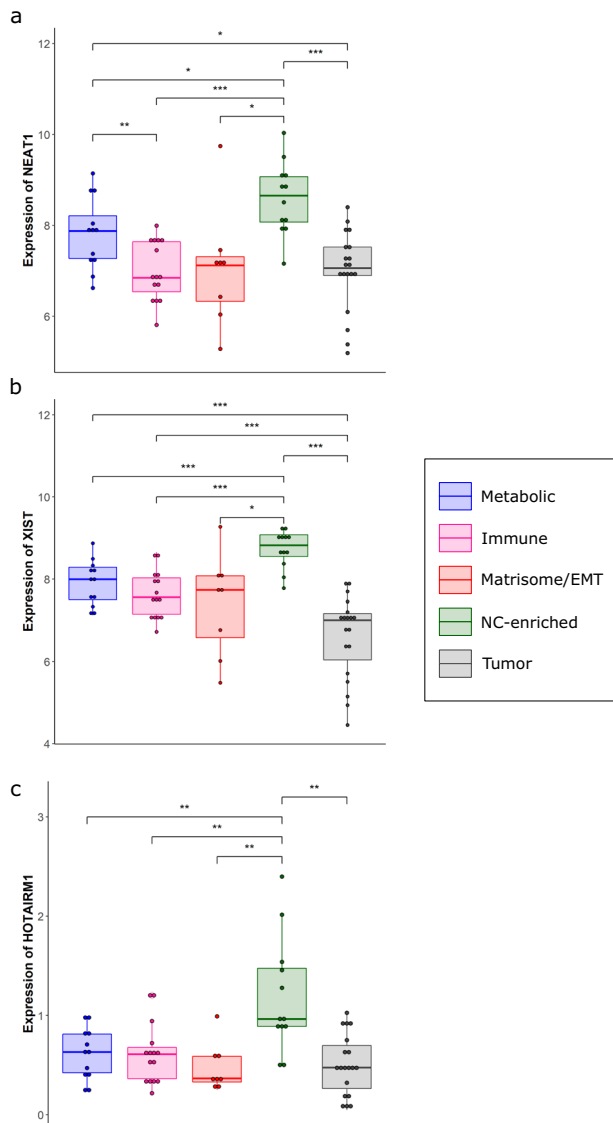 a
12
10
8
6
Expression of NEAT1
*
***
*
***
*
**
b
12
10
8
6
4
Expression of XIST
***
***
***
***
***
*
Metabolic
Immune
Matrisome/EMT
NC-enriched
Tumor
c
3
2
1
0
Expression of HOTAIRM1
**
**
**
**